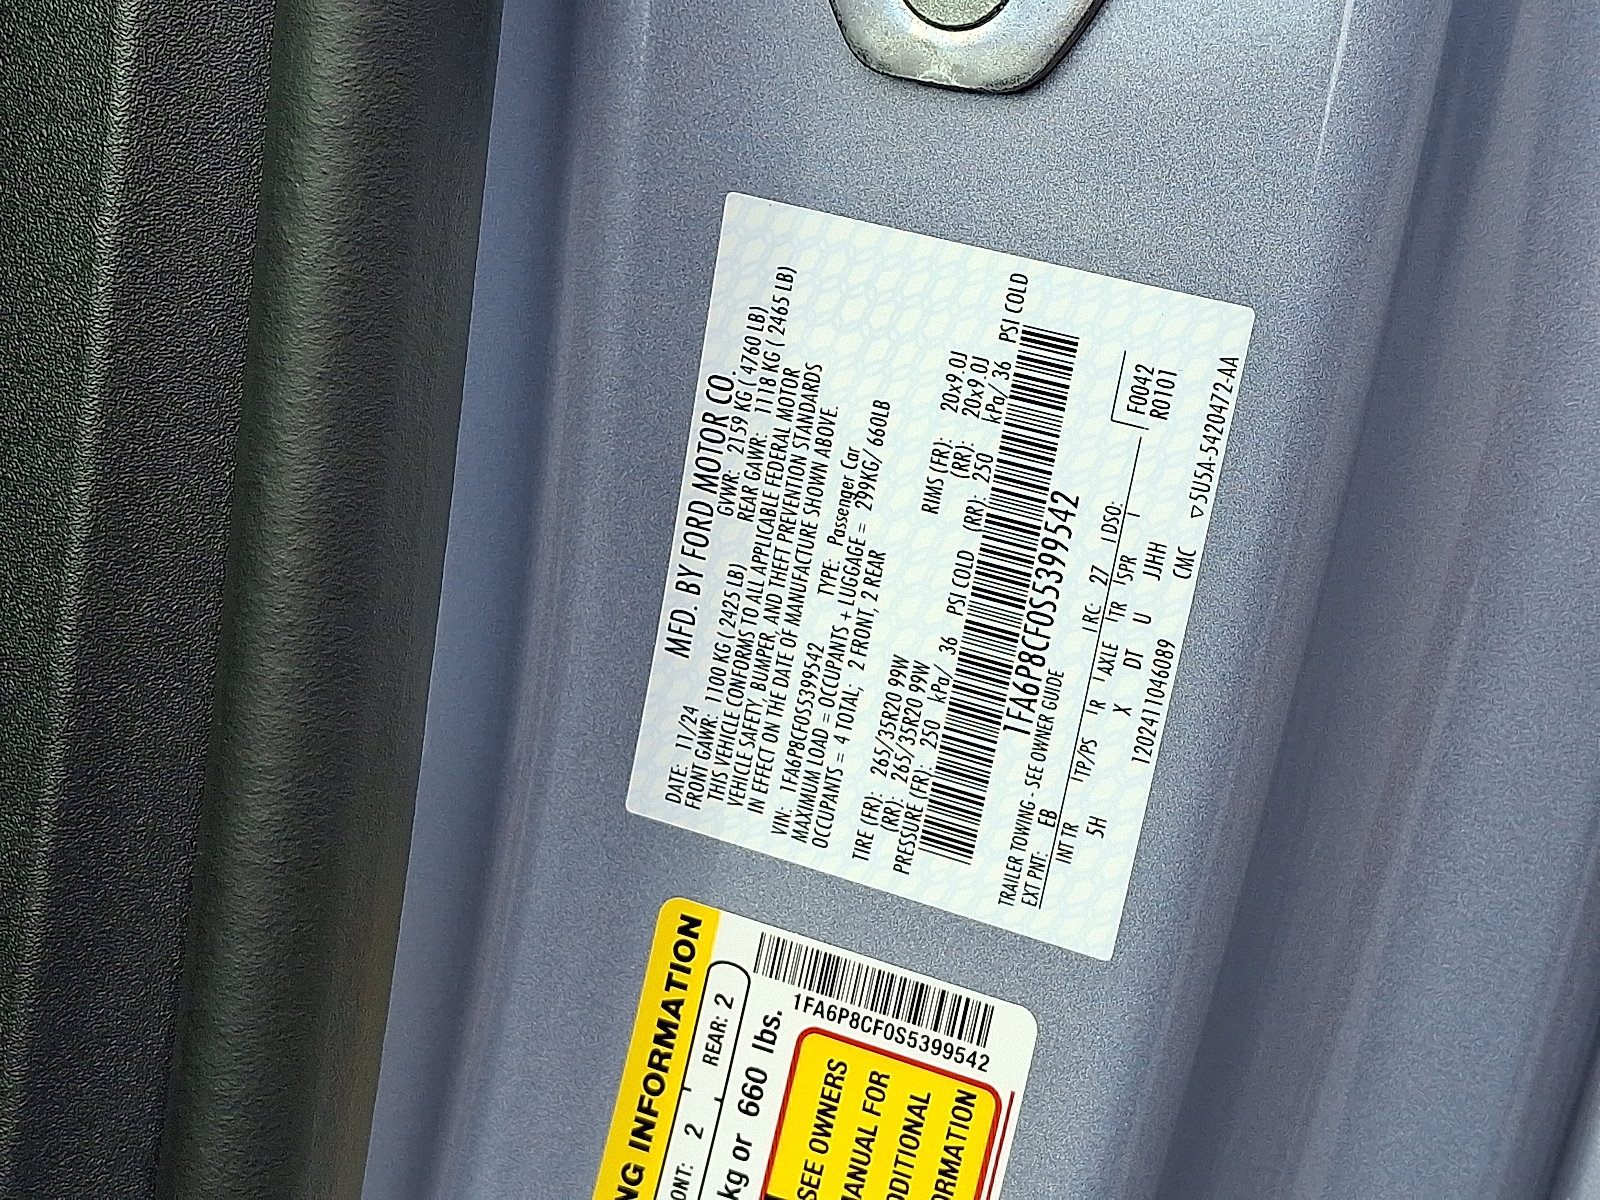 MFD. BY FORD MOTOR CO.
DATE: 11/24 GVWR: 2159 KG ( 4760 LB)
FRONT GAWR: 1100 KG ( 2425 LB) REAR GAWR: 1118 KG ( 2465 LB)
THIS VEHICLE CONFORMS TO ALL APPLICABLE FEDERAL MOTOR
VEHICLE SAFETY, BUMPER, AND THEFT PREVENTION STANDARDS
IN EFFECT ON THE DATE OF MANUFACTURE SHOWN ABOVE.
VIN: 1FA6P8CF0S5399542 TYPE: Passenger Car
MAXIMUM LOAD = OCCUPANTS + LUGGAGE = 299KG/ 660LB
OCCUPANTS = 4 TOTAL, 2 FRONT, 2 REAR
TIRE (FR): 265/35R20 99W RIMS (FR): 20x9.0J
(RR): 265/35R20 99W (RR): 20x9.0J
PRESSURE (FR): 250 kPa/ 36 PSI COLD (RR): 250 kPa/ 36 PSI COLD
1FA6P8CF0S5399542
TRAILER TOWING - SEE OWNER GUIDE
EXT PNT: EB RC: 27 DSO: F0042
R0101
INT TR TP/PS R AXLE TR SPR
5H X DT U JJHH
CMC ▽5U5A-5420472-AA
120241104608​9
NG INFORMATION
ONT: 2 REAR: 2
kg or 660 lbs.
1FA6P8CF0S5399542
SEE OWNERS
MANUAL FOR
DDITIONAL
ORMATION